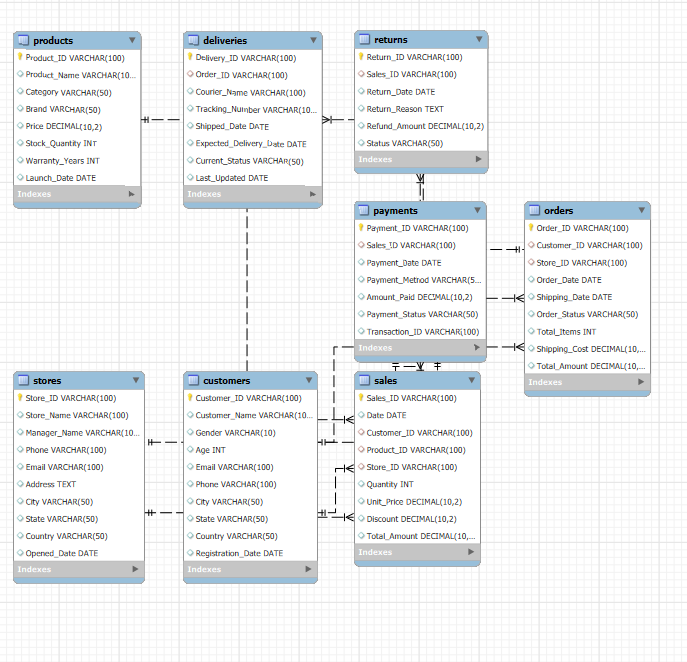 products
Product_ID VARCHAR(100)
Product_Name VARCHAR(10...
Category VARCHAR(50)
Brand VARCHAR(50)
Price DECIMAL(10,2)
Stock_Quantity INT
Warranty_Years INT
Launch_Date DATE
Indexes
deliveries
Delivery_ID VARCHAR(100)
Order_ID VARCHAR(100)
Courier_Name VARCHAR(100)
Tracking_Number VARCHAR(10...
Shipped_Date DATE
Expected_Delivery_Date DATE
Current_Status VARCHAR(50)
Last_Updated DATE
Indexes
returns
Return_ID VARCHAR(100)
Sales_ID VARCHAR(100)
Return_Date DATE
Return_Reason TEXT
Refund_Amount DECIMAL(10,2)
Status VARCHAR(50)
Indexes
payments
Payment_ID VARCHAR(100)
Sales_ID VARCHAR(100)
Payment_Date DATE
Payment_Method VARCHAR(5...
Amount_Paid DECIMAL(10,2)
Payment_Status VARCHAR(50)
Transaction_ID VARCHAR(100)
Indexes
orders
Order_ID VARCHAR(100)
Customer_ID VARCHAR(100)
Store_ID VARCHAR(100)
Order_Date DATE
Shipping_Date DATE
Order_Status VARCHAR(50)
Total_Items INT
Shipping_Cost DECIMAL(10,...
Total_Amount DECIMAL(10,...
Indexes
stores
Store_ID VARCHAR(100)
Store_Name VARCHAR(100)
Manager_Name VARCHAR(10...
Phone VARCHAR(100)
Email VARCHAR(100)
Address TEXT
City VARCHAR(50)
State VARCHAR(50)
Country VARCHAR(50)
Opened_Date DATE
Indexes
customers
Customer_ID VARCHAR(100)
Customer_Name VARCHAR(10...
Gender VARCHAR(10)
Age INT
Email VARCHAR(100)
Phone VARCHAR(100)
City VARCHAR(50)
State VARCHAR(50)
Country VARCHAR(50)
Registration_Date DATE
Indexes
sales
Sales_ID VARCHAR(100)
Date DATE
Customer_ID VARCHAR(100)
Product_ID VARCHAR(100)
Store_ID VARCHAR(100)
Quantity INT
Unit_Price DECIMAL(10,2)
Discount DECIMAL(10,2)
Total_Amount DECIMAL(10,...
Indexes